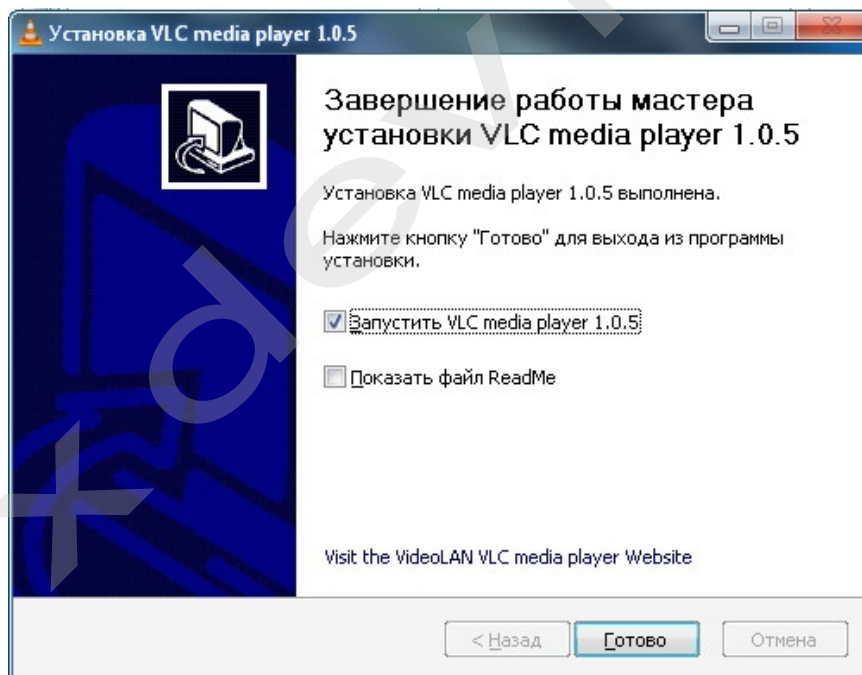 Установка VLC media player 1.0.5
Завершение работы мастера
установки VLC media player 1.0.5
Установка VLC media player 1.0.5 выполнена.
Нажмите кнопку "Готово" для выхода из программы
установки.
Запустить VLC media player 1.0.5
Показать файл ReadMe
Visit the VideoLAN VLC media player Website
< Назад
Готово
Отмена